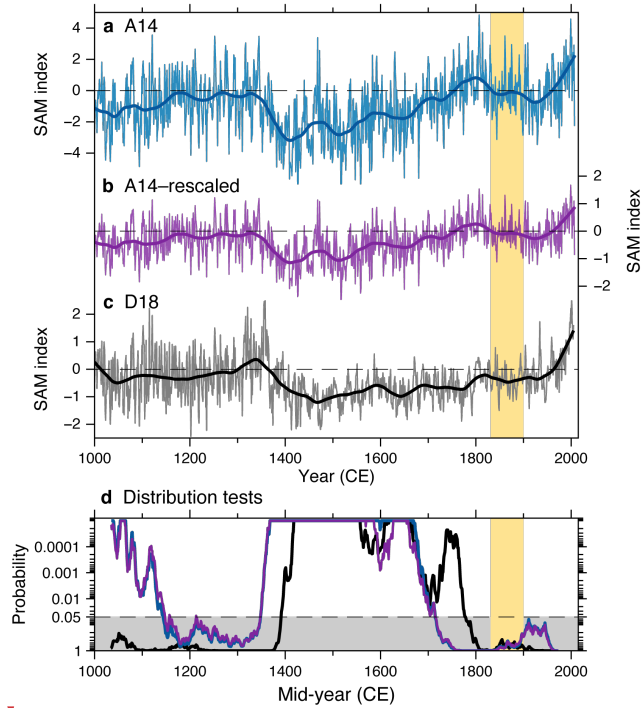 a A14
4
2
0
−2
−4
SAM index
b A14–rescaled
2
1
0
−1
−2
SAM index
c D18
2
1
0
−1
−2
SAM index
1000 1200 1400 1600 1800 2000
Year (CE)
d Distribution tests
0.0001
0.001
0.01
0.05
1
Probability
1000 1200 1400 1600 1800 2000
Mid-year (CE)